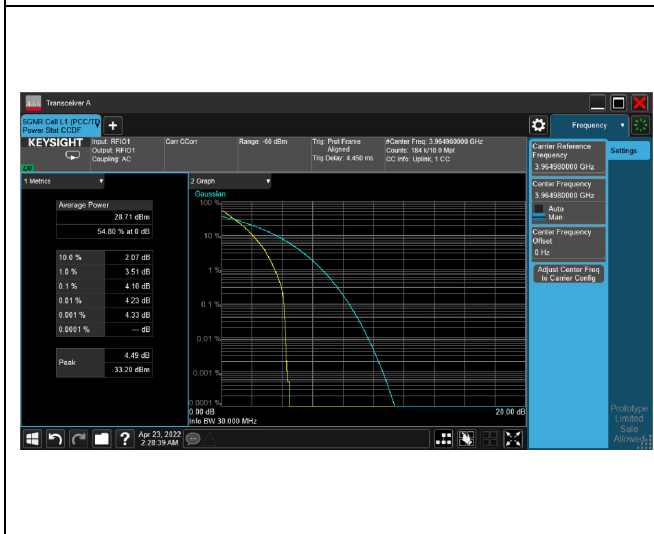 Transceiver A
5GNR Cell L1 (PCC/TD
Power Stat CCDF
Frequency
KEYSIGHT
Input: RFIO1
Output: RFIO1
Coupling: AC
Corr CCorr
Range: -60 dBm
Trig: Pret Frame
Aligned
Trig Delay: 4.450 ms
#Center Freq: 3.964980000 GHz
Counts: 184 k/10.0 Mpt
CC Info: Uplink, 1 CC
1 Metrics
Average Power
28.71 dBm
54.80 % at 0 dB
10.0 % 2.07 dB
1.0 % 3.51 dB
0.1 % 4.10 dB
0.01 % 4.23 dB
0.001 % 4.33 dB
0.0001 % --- dB
Peak
4.49 dB
33.20 dBm
2 Graph
Gaussian
100 %
10 %
1 %
0.1 %
0.01 %
0.001 %
0.0001 %
0.00 dB
20.00 dB
Info BW 30.000 MHz
Carrier Reference
Frequency
3.964980000 GHz
Center Frequency
3.964980000 GHz
Auto
Man
Center Frequency
Offset
0 Hz
Adjust Center Freq
to Carrier Config
Settings
Prototype
Limited
Sale
Allowed
?
Apr 23, 2022
2:28:39 AM